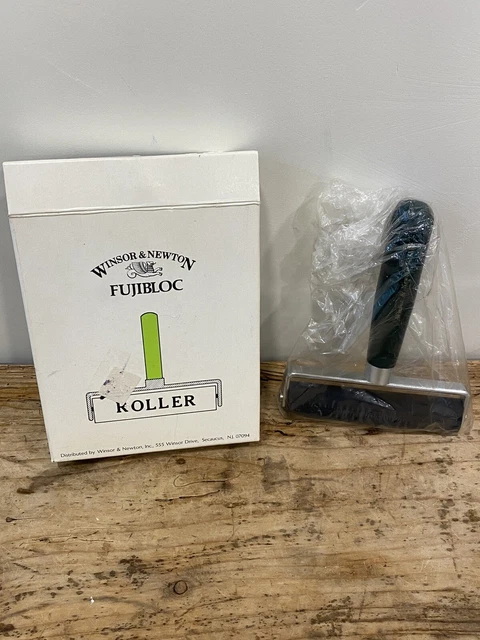 WINSOR & NEWTON
FUJIBLOC
ROLLER
Distributed by Winsor & Newton, Inc, 555 Winsor Drive, Secaucus, NJ 07094